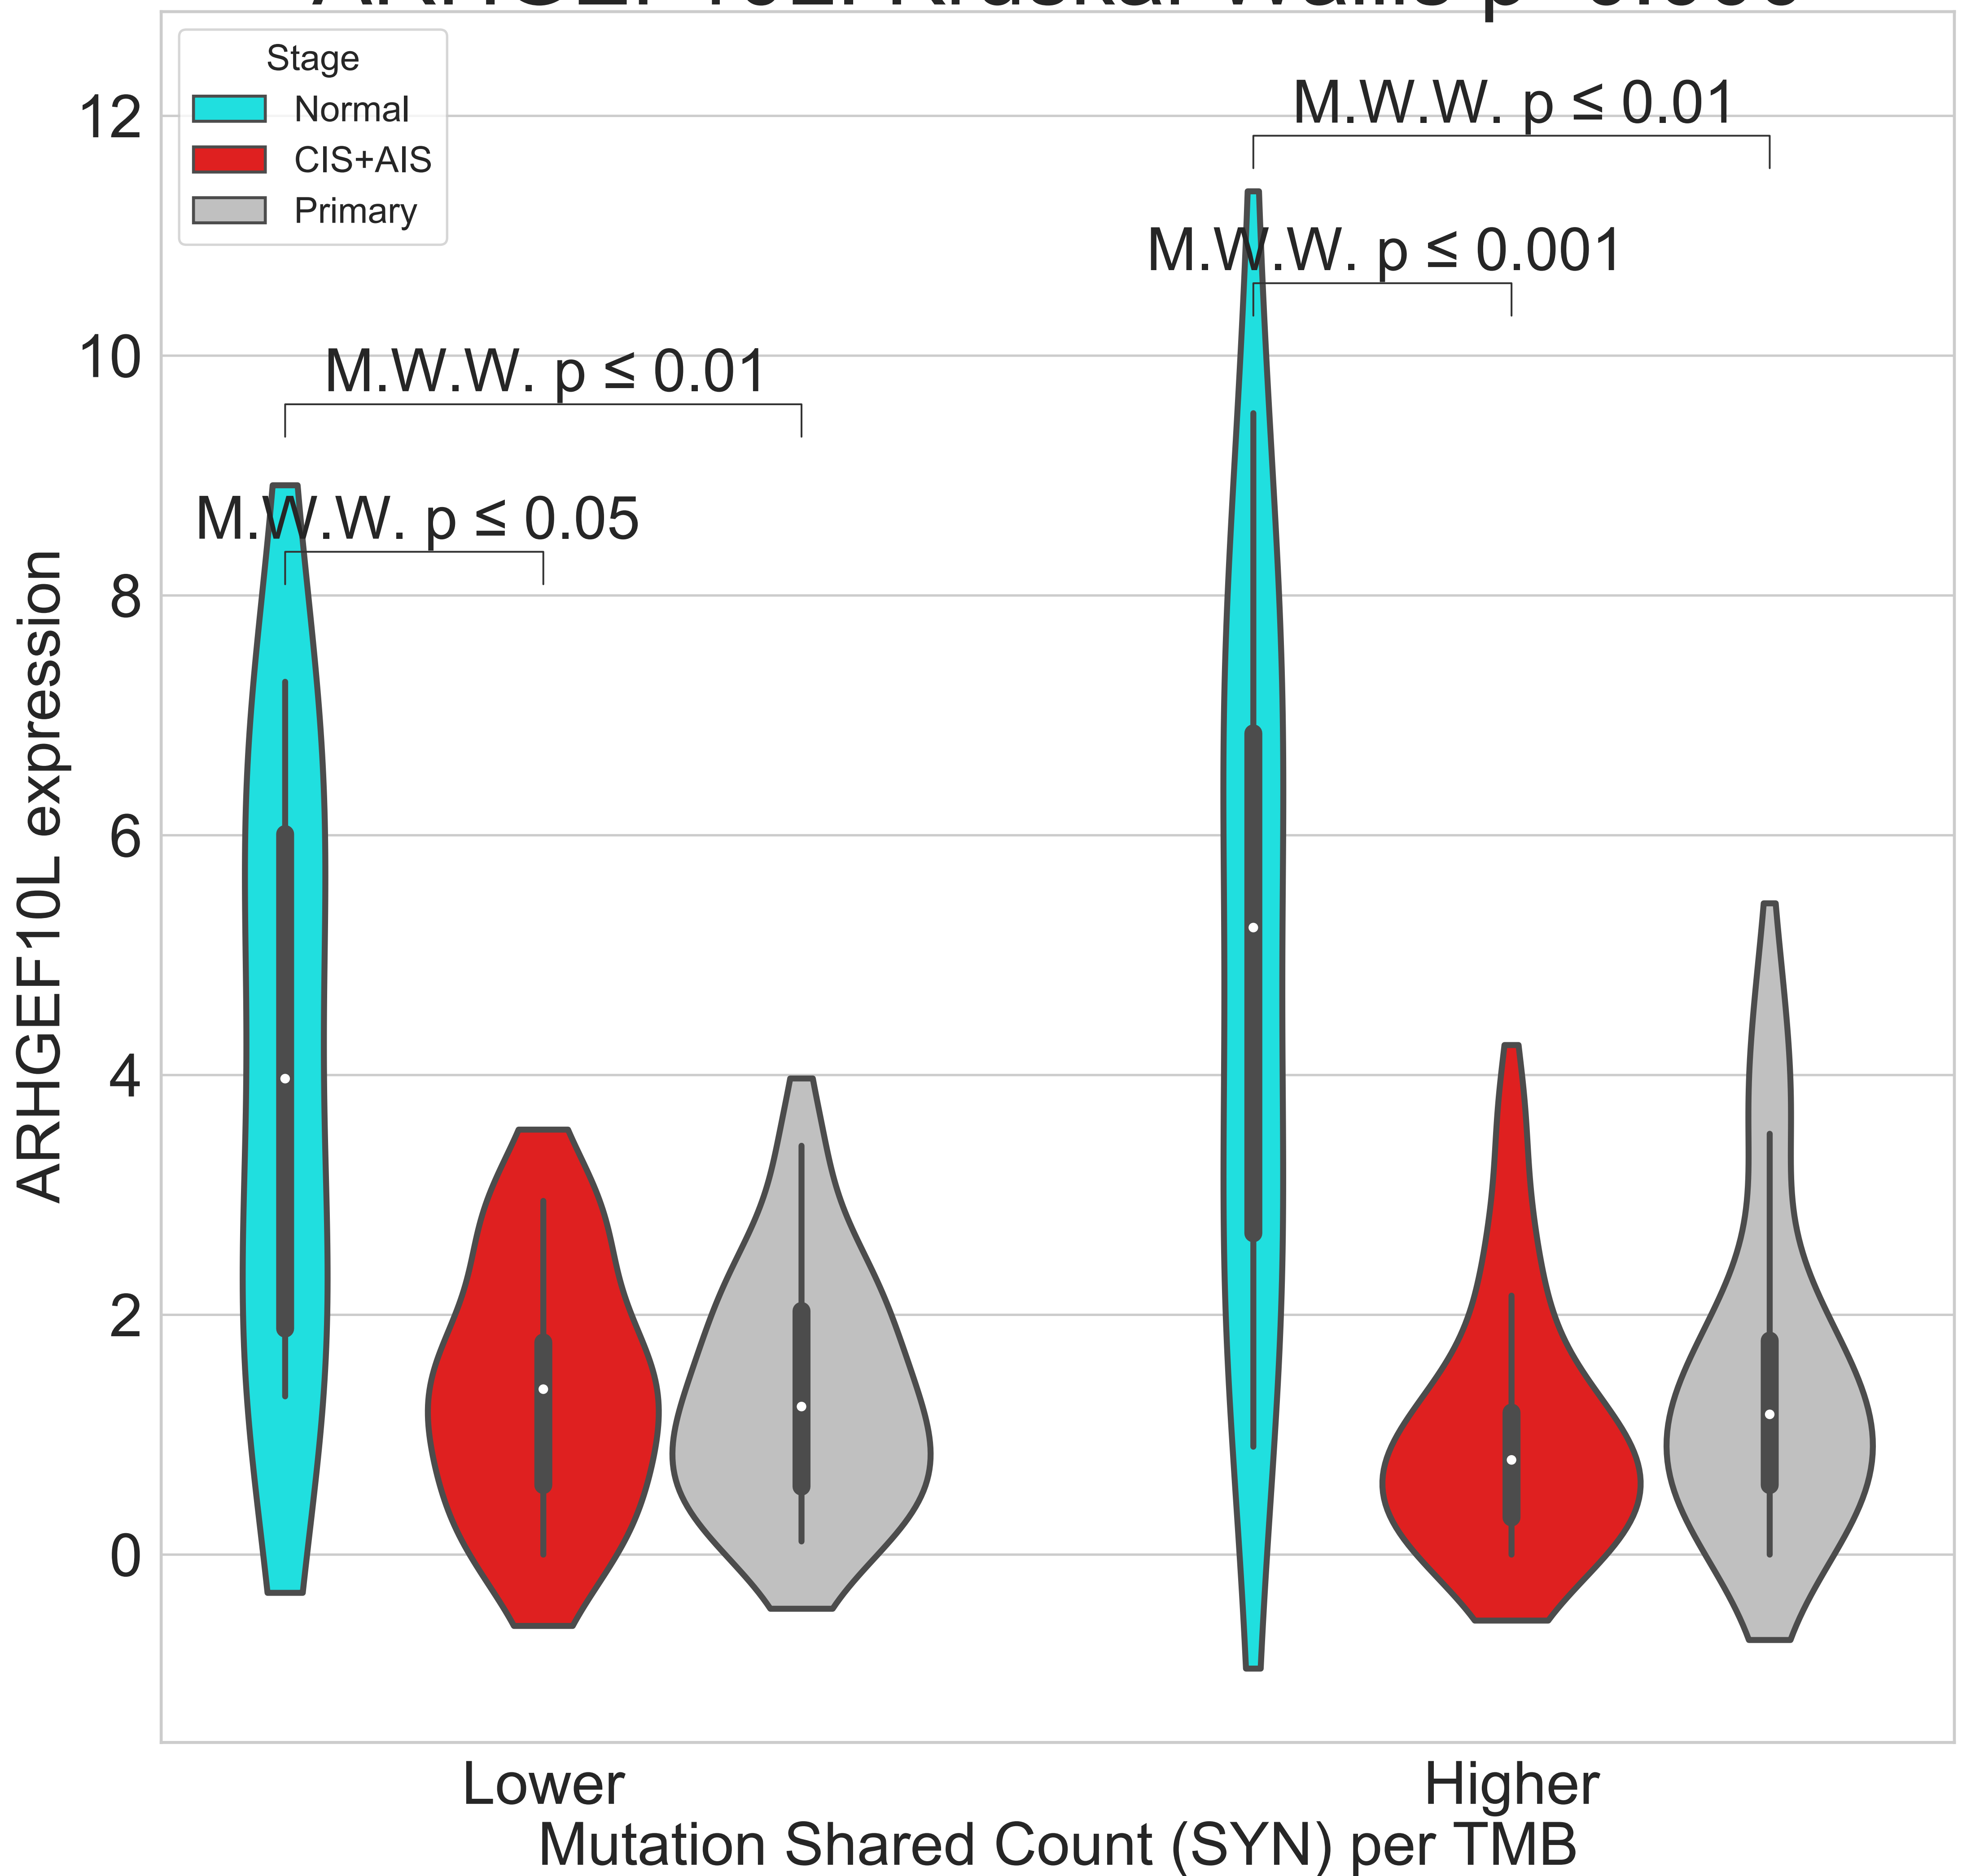 Stage
Normal
CIS+AIS
Primary
M.W.W. p ≤ 0.01
M.W.W. p ≤ 0.001
M.W.W. p ≤ 0.01
M.W.W. p ≤ 0.05
12
10
8
6
4
2
0
ARHGEF10L expression
Lower
Higher
Mutation Shared Count (SYN) per TMB